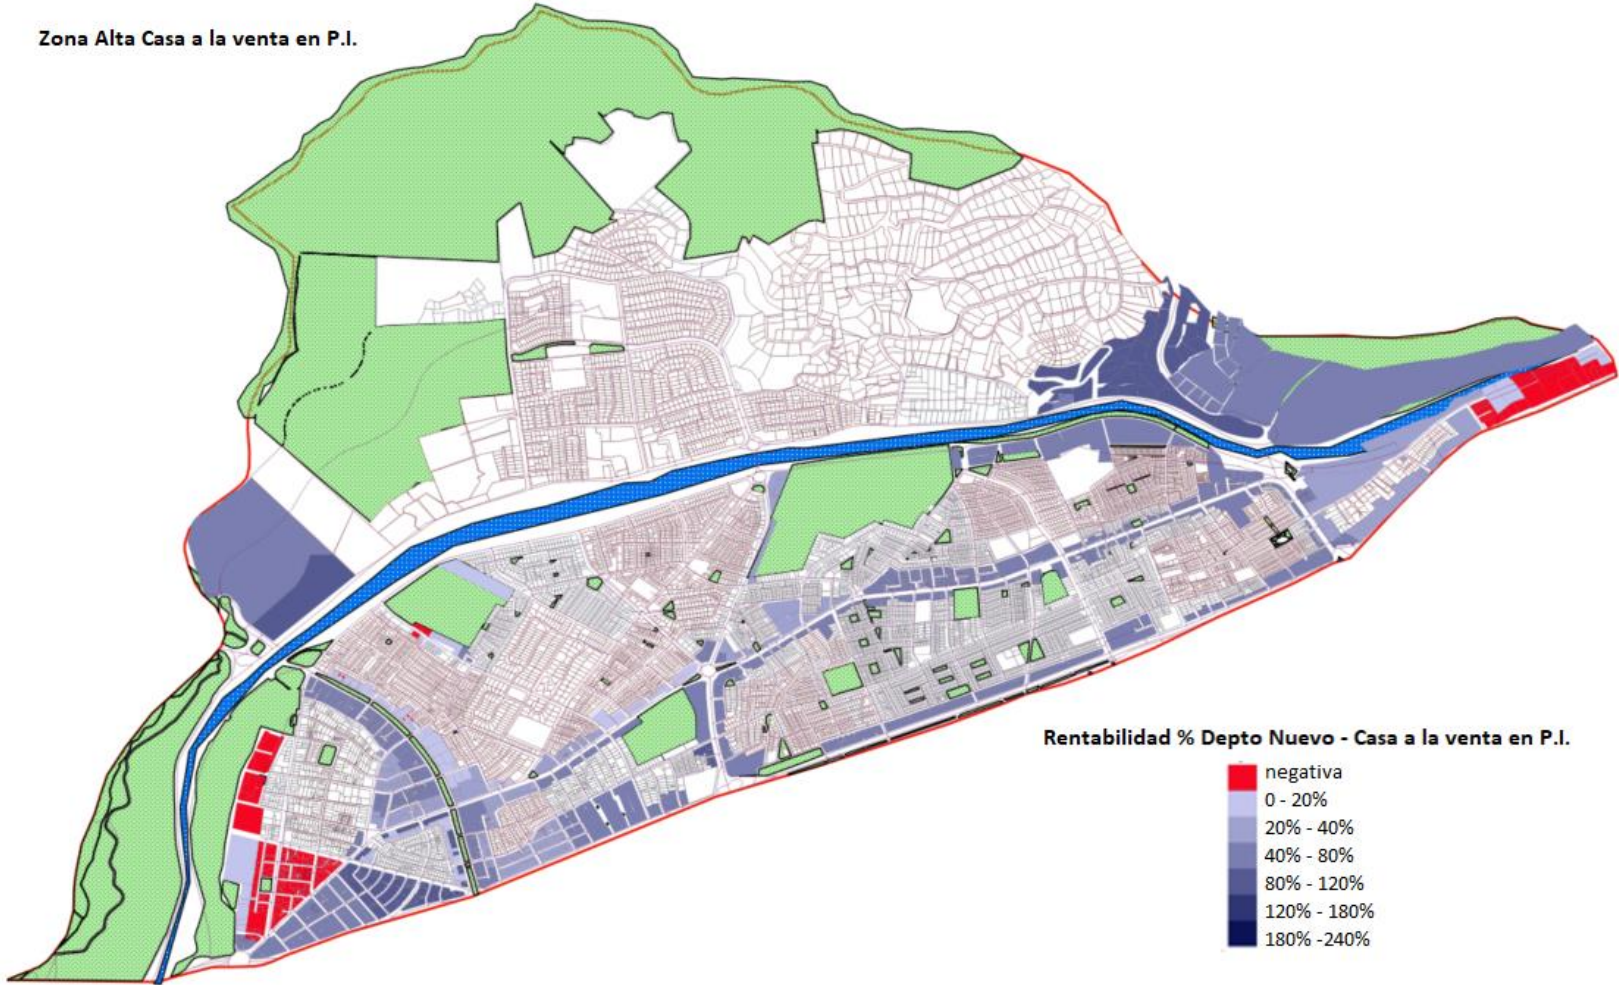 Zona Alta Casa a la venta en P.I.
Rentabilidad % Depto Nuevo - Casa a la venta en P.I.
negativa
0 - 20%
20% - 40%
40% - 80%
80% - 120%
120% - 180%
180% -240%